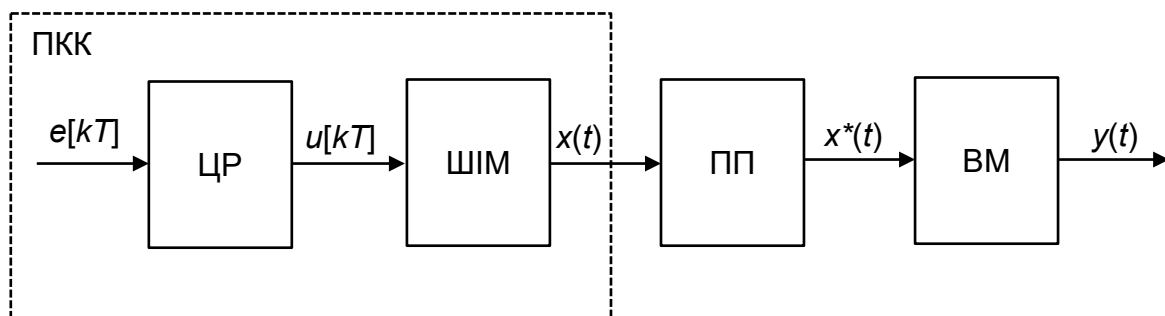 ПКК
e[kT]
ЦР
u[kT]
ШІМ
x(t)
ПП
x*(t)
ВМ
y(t)